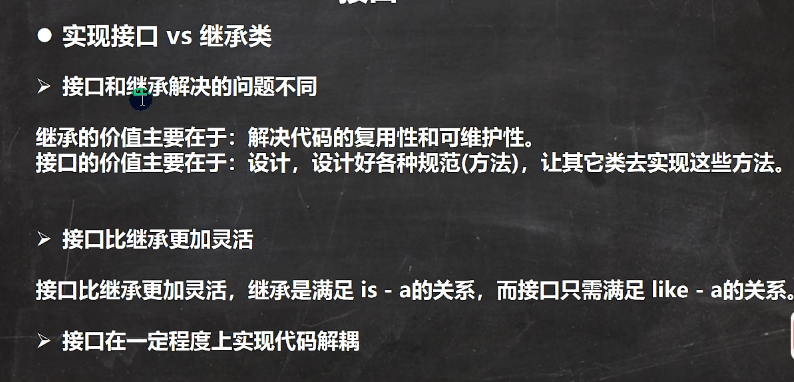 ● 实现接口 vs 继承类
➢ 接口和继承解决的问题不同
继承的价值主要在于：解决代码的复用性和可维护性。
接口的价值主要在于：设计，设计好各种规范(方法)，让其它类去实现这些方法。
➢ 接口比继承更加灵活
接口比继承更加灵活，继承是满足 is - a的关系，而接口只需满足 like - a的关系。
➢ 接口在一定程度上实现代码解耦